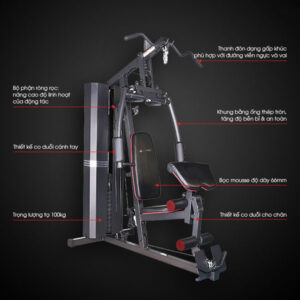 Thanh đòn dạng gấp khúc
phù hợp với đường viền ngực và vai
Bộ phận ròng rọc:
nâng cao độ linh hoạt
của động tác
Khung bằng ống thép tròn,
tăng độ bền bỉ & an toàn
Thiết kế co duỗi cánh tay
Bọc mousse độ dày 66mm
Trọng lượng tạ 100kg
Thiết kế co duỗi cho chân